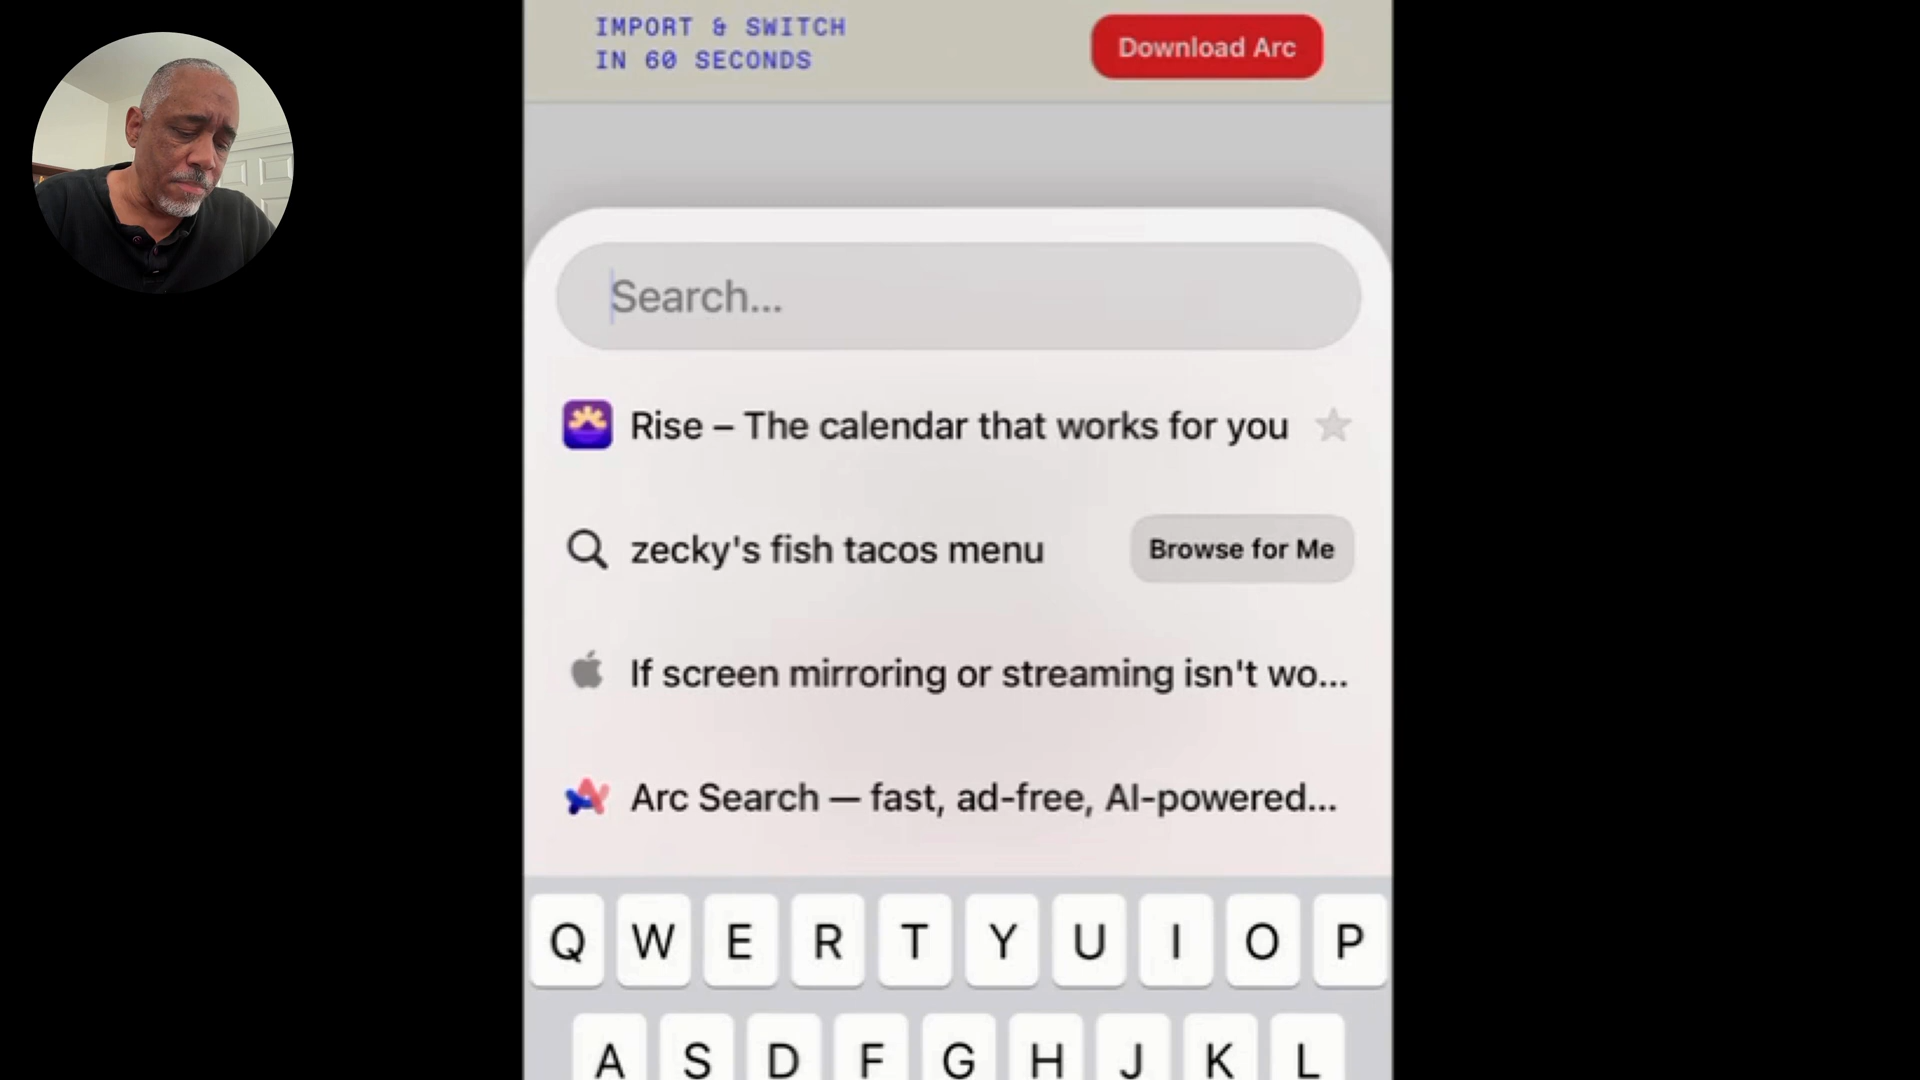 IMPORT & SWITCH
IN 60 SECONDS
Download Arc
Search...
Rise – The calendar that works for you
zecky's fish tacos menu
Browse for Me
If screen mirroring or streaming isn't wo...
Arc Search — fast, ad-free, AI-powered...
Q W E R T Y U I O P
A S D F G H J K L